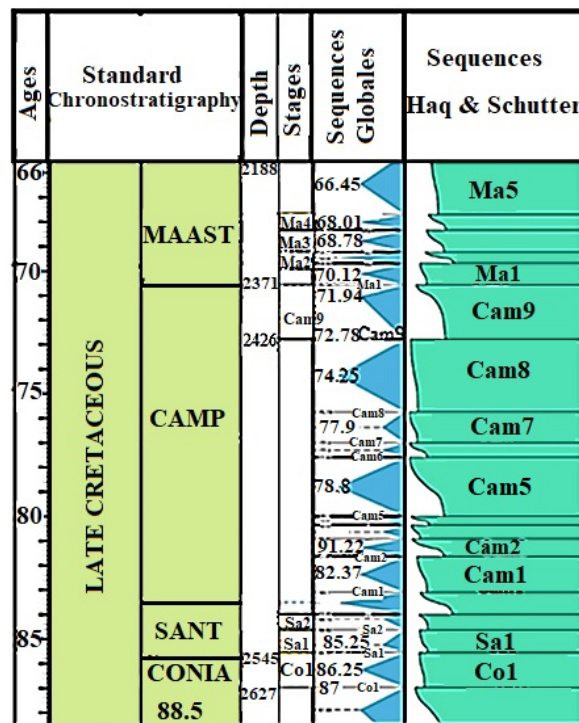 Ages
Standard
Chronostratigraphy
Depth
Stages
Sequences
Globales
Sequences
Haq & Schutter
66
70
75
80
85
LATE CRETACEOUS
MAAST
CAMP
SANT
CONIA
88.5
2188
2371
2426
2545
2627
Ma4
Ma3
Ma2
Cam9
Sa2
Sa1
Co1
66.45
68.01
68.78
70.12
Ma1
71.94
72.78 Cam9
74.25
Cam8
77.9
Cam7
Cam6
78.8
Cam5
91.22
Cam2
82.37
Cam1
Sa2
85.25
Sa1
86.25
87 Co1
Ma5
Ma1
Cam9
Cam8
Cam7
Cam5
Cam2
Cam1
Sa1
Co1